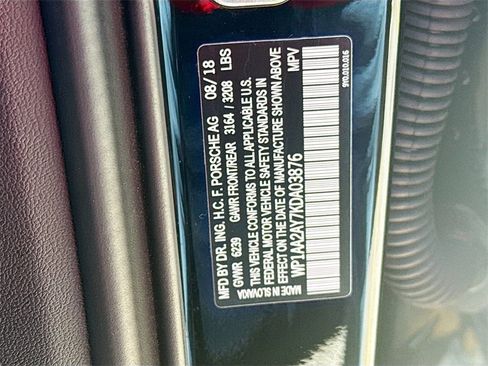 MFD BY DR. ING. H.C. F. PORSCHE AG 08/18
GVWR 6239 GAWR FRONT/REAR 3164 / 3208 LBS
THIS VEHICLE CONFORMS TO ALL APPLICABLE U.S.
FEDERAL MOTOR VEHICLE SAFETY STANDARDS IN
EFFECT ON THE DATE OF MANUFACTURE SHOWN ABOVE
WP1AA2AY7KDA03876 MPV
MADE IN SLOVAKIA
9Y0.010.016